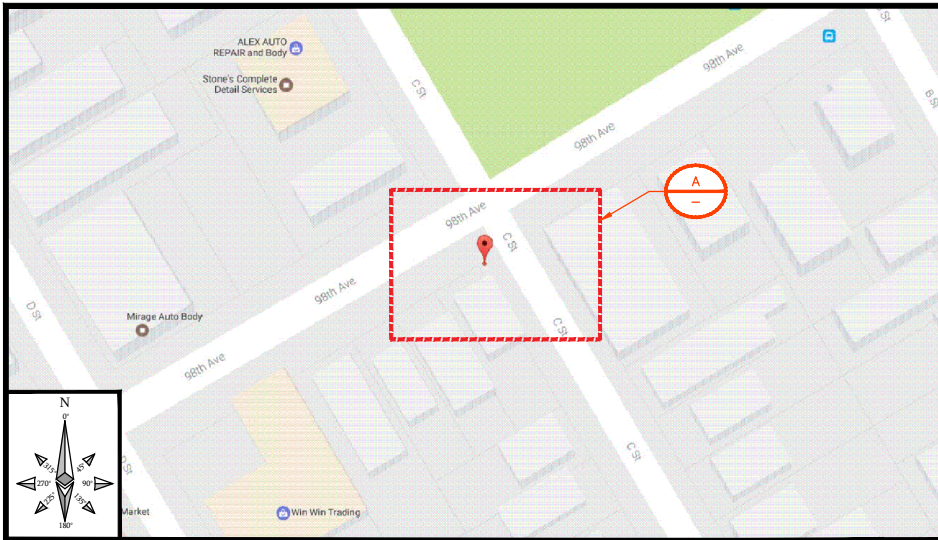 ALEX AUTO
REPAIR and Body
Stone's Complete
Detail Services
C St
98th Ave
B St
98th Ave
A
–
98th Ave
C St
98th Ave
D St
Mirage Auto Body
C St
98th Ave
C St
D St
Market
Win Win Trading
N
0°
315°
45°
270°
90°
225°
135°
180°